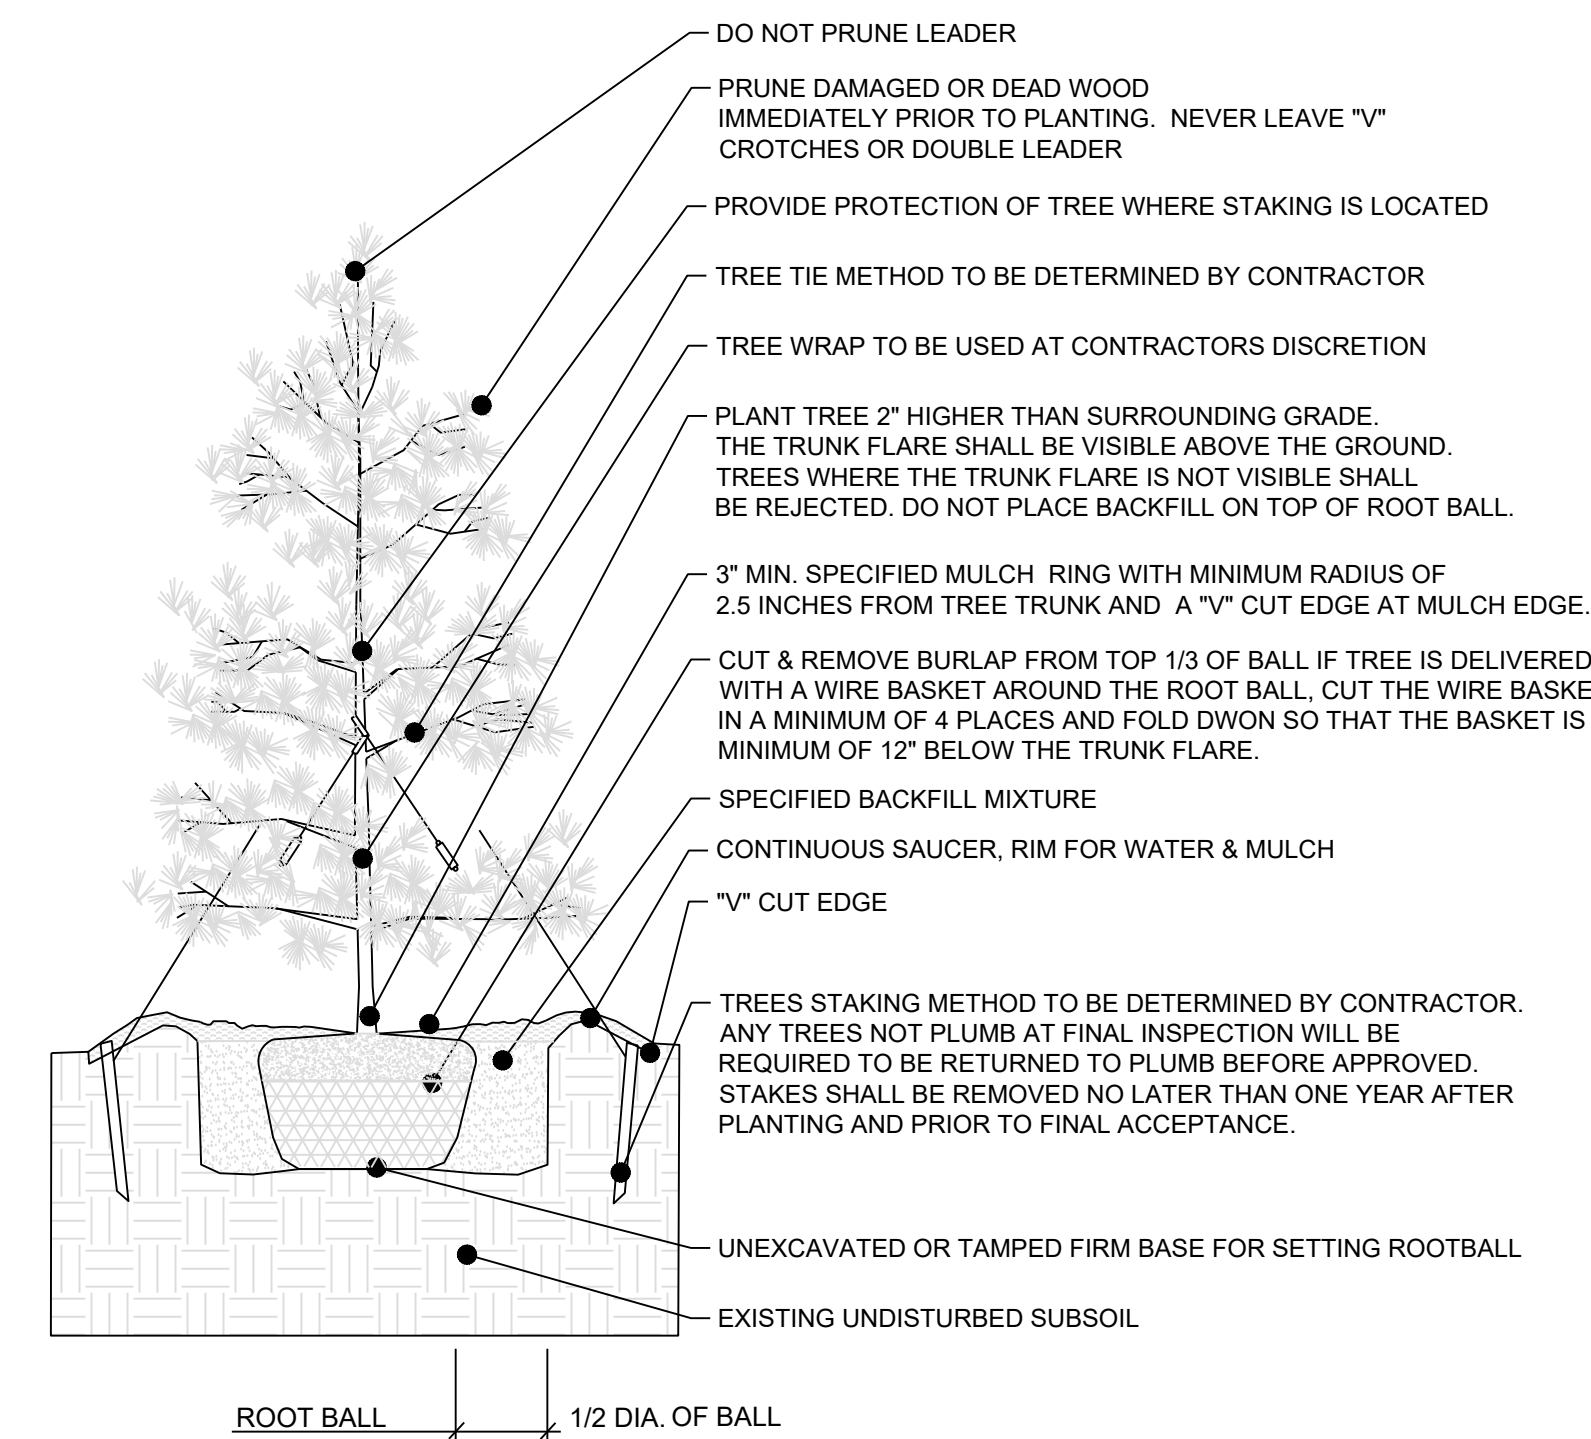 DO NOT PRUNE LEADER
PRUNE DAMAGED OR DEAD WOOD
IMMEDIATELY PRIOR TO PLANTING. NEVER LEAVE "V"
CROTCHES OR DOUBLE LEADER
PROVIDE PROTECTION OF TREE WHERE STAKING IS LOCATED
TREE TIE METHOD TO BE DETERMINED BY CONTRACTOR
TREE WRAP TO BE USED AT CONTRACTORS DISCRETION
PLANT TREE 2" HIGHER THAN SURROUNDING GRADE.
THE TRUNK FLARE SHALL BE VISIBLE ABOVE THE GROUND.
TREES WHERE THE TRUNK FLARE IS NOT VISIBLE SHALL
BE REJECTED. DO NOT PLACE BACKFILL ON TOP OF ROOT BALL.
3" MIN. SPECIFIED MULCH RING WITH MINIMUM RADIUS OF
2.5 INCHES FROM TREE TRUNK AND A "V" CUT EDGE AT MULCH EDGE.
CUT & REMOVE BURLAP FROM TOP 1/3 OF BALL IF TREE IS DELIVERED
WITH A WIRE BASKET AROUND THE ROOT BALL, CUT THE WIRE BASKE
IN A MINIMUM OF 4 PLACES AND FOLD DWON SO THAT THE BASKET IS
MINIMUM OF 12" BELOW THE TRUNK FLARE.
SPECIFIED BACKFILL MIXTURE
CONTINUOUS SAUCER, RIM FOR WATER & MULCH
"V" CUT EDGE
TREES STAKING METHOD TO BE DETERMINED BY CONTRACTOR.
ANY TREES NOT PLUMB AT FINAL INSPECTION WILL BE
REQUIRED TO BE RETURNED TO PLUMB BEFORE APPROVED.
STAKES SHALL BE REMOVED NO LATER THAN ONE YEAR AFTER
PLANTING AND PRIOR TO FINAL ACCEPTANCE.
UNEXCAVATED OR TAMPED FIRM BASE FOR SETTING ROOTBALL
EXISTING UNDISTURBED SUBSOIL
ROOT BALL 1/2 DIA. OF BALL